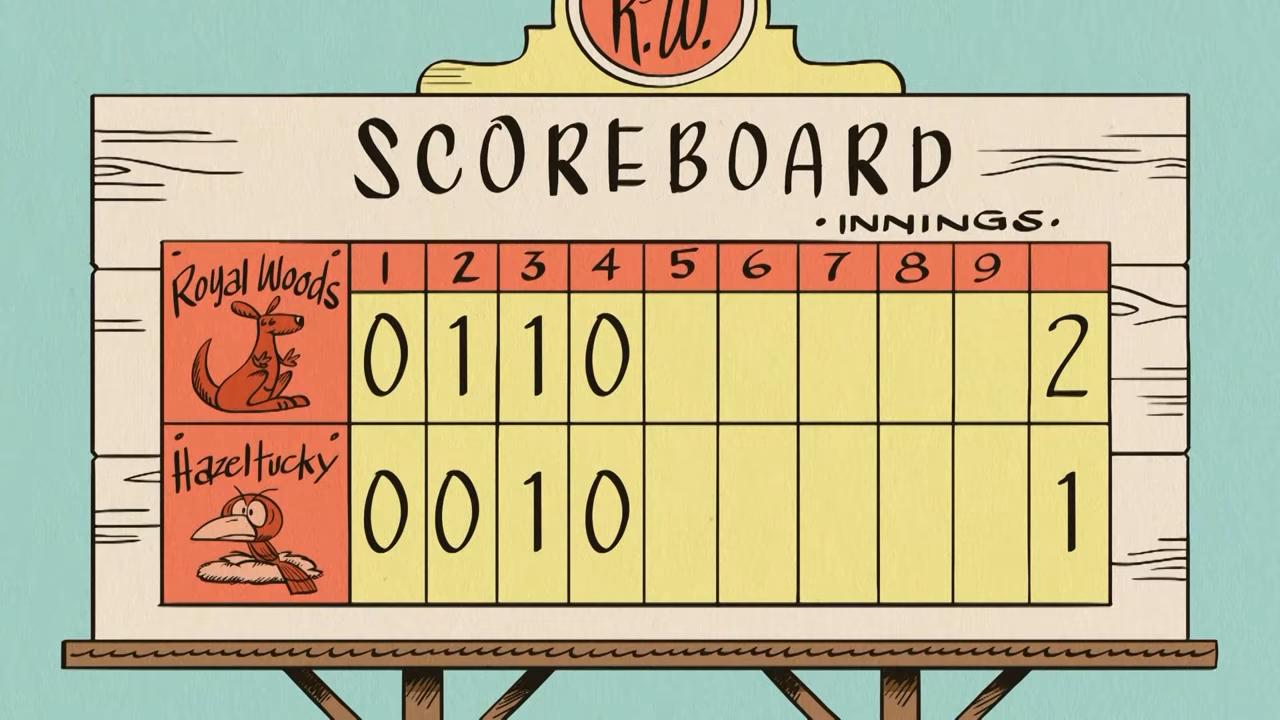 R.W.
SCOREBOARD
• INNINGS •
Royal Woods 1 2 3 4 5 6 7 8 9
0 1 1 0 2
Hazeltucky
0 0 1 0 1